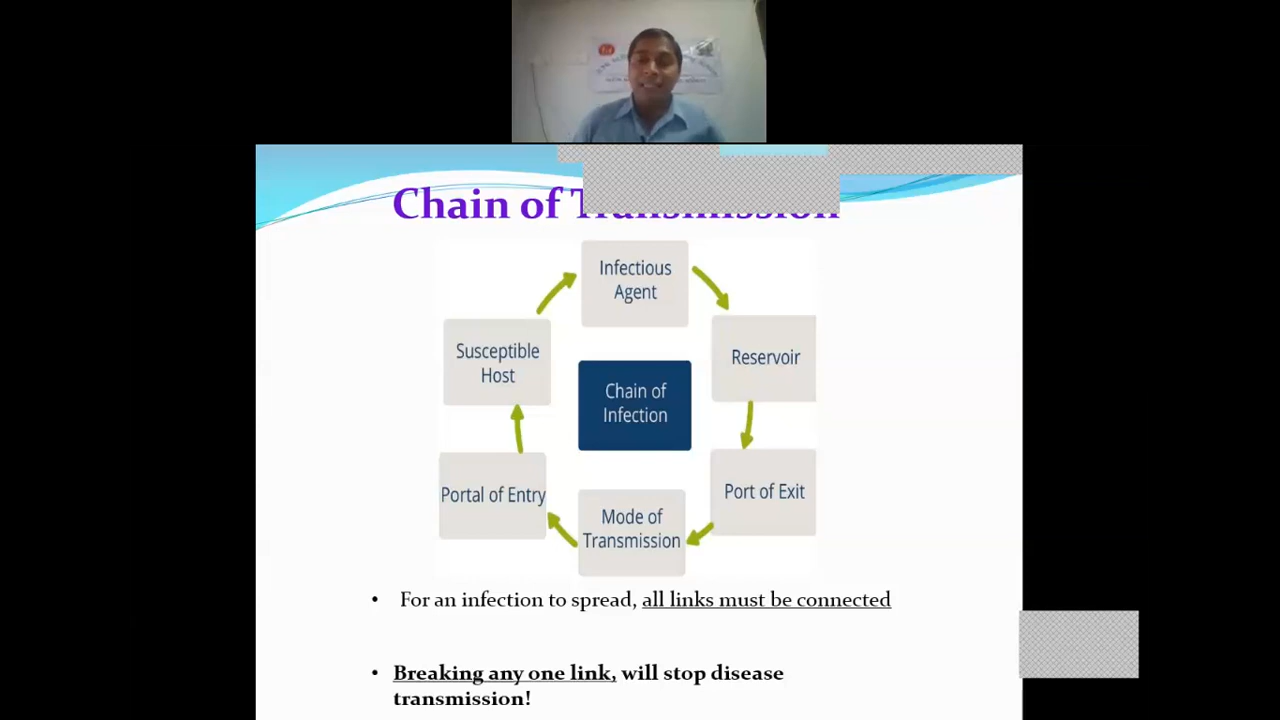 Chain of Transmission
Infectious
Agent
Susceptible
Host
Reservoir
Chain of
Infection
Portal of Entry
Port of Exit
Mode of
Transmission
• For an infection to spread, all links must be connected
• Breaking any one link, will stop disease
transmission!